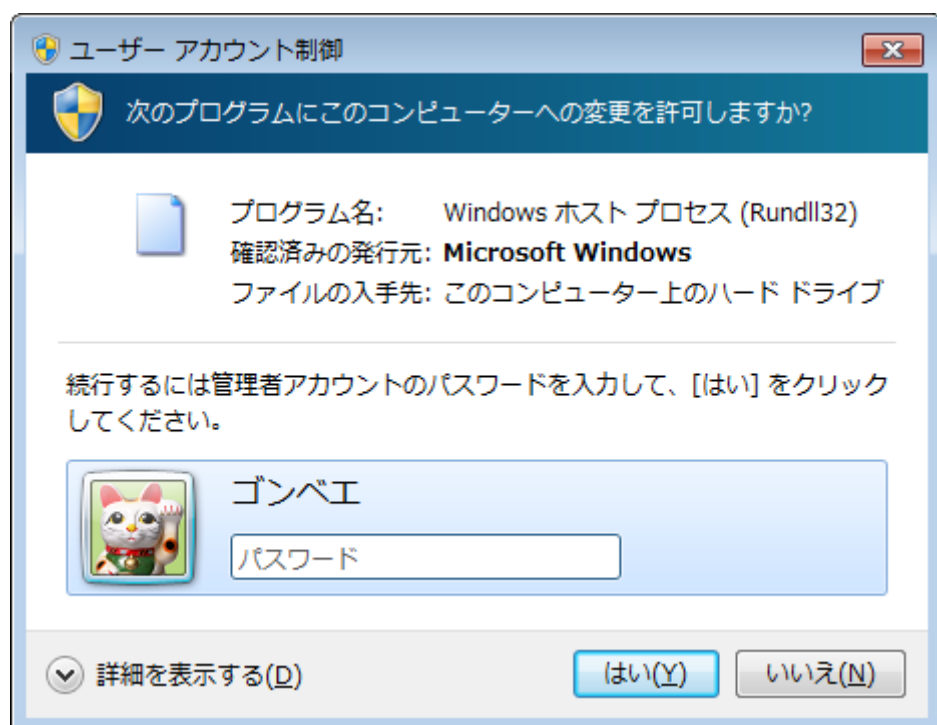 ユーザー アカウント制御
次のプログラムにこのコンピューターへの変更を許可しますか?
プログラム名: Windows ホスト プロセス (Rundll32)
確認済みの発行元: Microsoft Windows
ファイルの入手先: このコンピューター上のハード ドライブ
続行するには管理者アカウントのパスワードを入力して、[はい] をクリック
してください。
ゴンベエ
パスワード
詳細を表示する(D)
はい(Y)
いいえ(N)